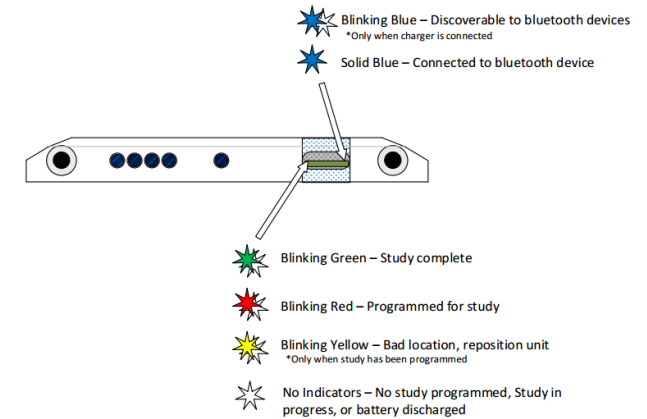 Blinking Blue – Discoverable to bluetooth devices
*Only when charger is connected
Solid Blue – Connected to bluetooth device
Blinking Green – Study complete
Blinking Red – Programmed for study
Blinking Yellow – Bad location, reposition unit
*Only when study has been programmed
No Indicators – No study programmed, Study in
progress, or battery discharged